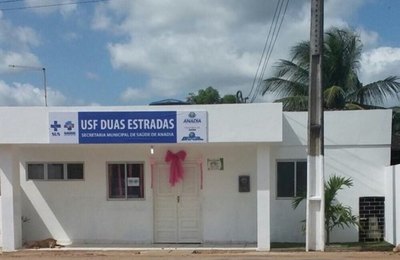 USF DUAS ESTRADAS
SECRETARIA MUNICIPAL DE SAÚDE DE ANADIA
SUS
ANADIA